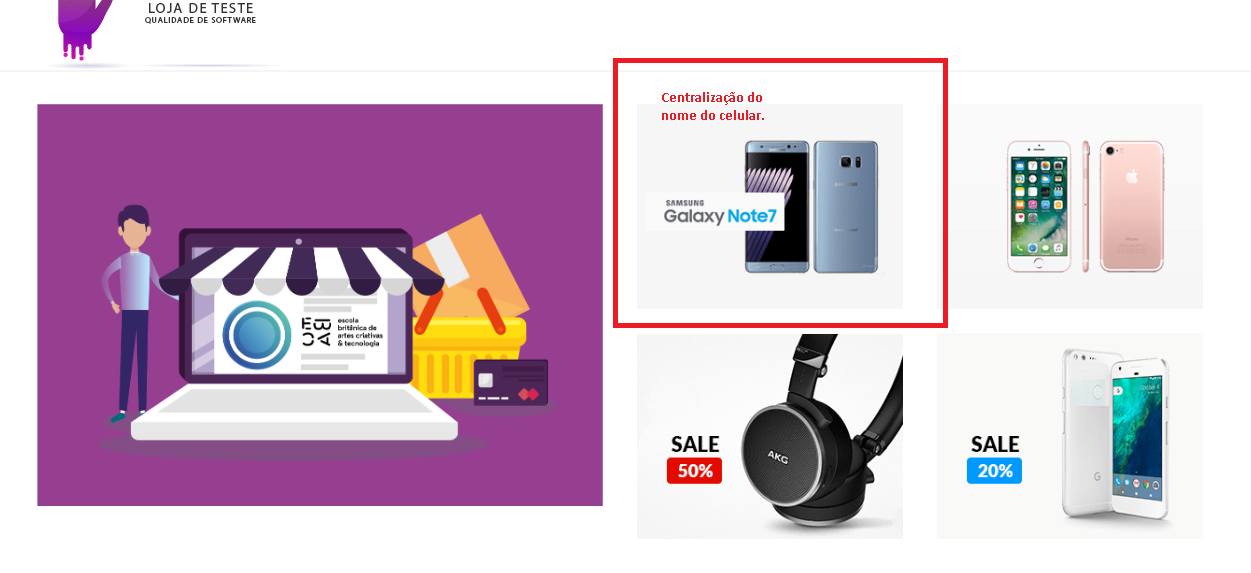 LOJA DE TESTE
QUALIDADE DE SOFTWARE
Centralização do
nome do celular.
SAMSUNG
Galaxy Note7
EBAC
escola
britânica de
artes criativas
& tecnologia
AKG
SALE
50%
SALE
20%
G